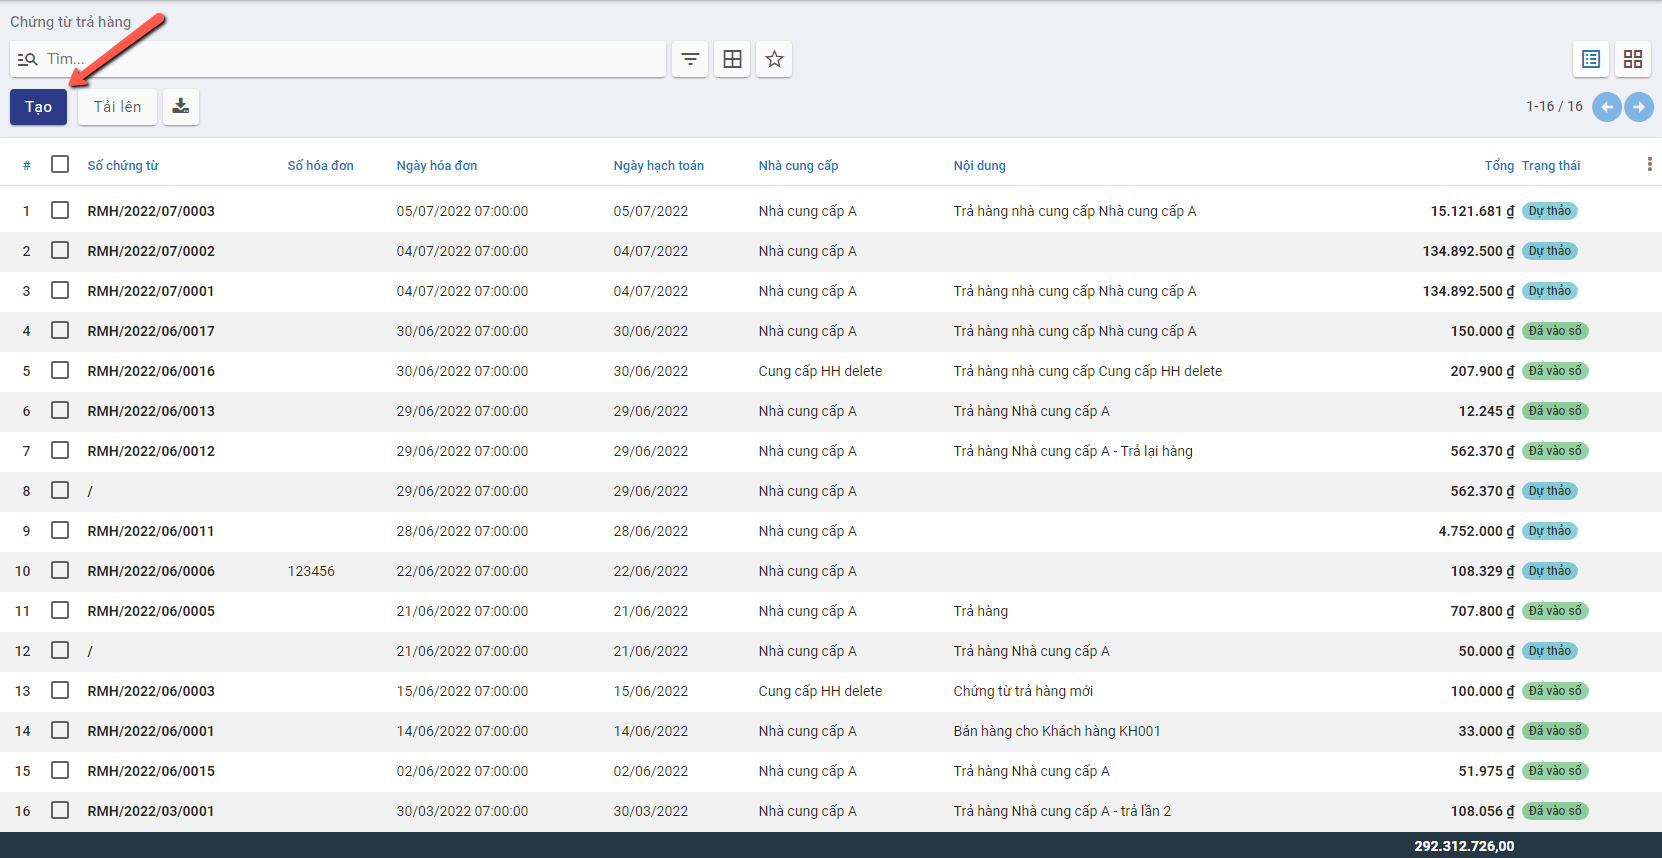 Chứng từ trả hàng
Tìm...
Tạo Tải lên 1-16 / 16
# Số chứng từ Số hóa đơn Ngày hóa đơn Ngày hạch toán Nhà cung cấp Nội dung Tổng Trạng thái
1 RMH/2022/07/0003 05/07/2022 07:00:00 05/07/2022 Nhà cung cấp A Trả hàng nhà cung cấp Nhà cung cấp A 15.121.681 ₫ Dự thảo
2 RMH/2022/07/0002 04/07/2022 07:00:00 04/07/2022 Nhà cung cấp A 134.892.500 ₫ Dự thảo
3 RMH/2022/07/0001 04/07/2022 07:00:00 04/07/2022 Nhà cung cấp A Trả hàng nhà cung cấp Nhà cung cấp A 134.892.500 ₫ Dự thảo
4 RMH/2022/06/0017 30/06/2022 07:00:00 30/06/2022 Nhà cung cấp A Trả hàng nhà cung cấp Nhà cung cấp A 150.000 ₫ Đã vào sổ
5 RMH/2022/06/0016 30/06/2022 07:00:00 30/06/2022 Cung cấp HH delete Trả hàng nhà cung cấp Cung cấp HH delete 207.900 ₫ Đã vào sổ
6 RMH/2022/06/0013 29/06/2022 07:00:00 29/06/2022 Nhà cung cấp A Trả hàng Nhà cung cấp A 12.245 ₫ Đã vào sổ
7 RMH/2022/06/0012 29/06/2022 07:00:00 29/06/2022 Nhà cung cấp A Trả hàng Nhà cung cấp A - Trả lại hàng 562.370 ₫ Đã vào sổ
8 / 29/06/2022 07:00:00 29/06/2022 Nhà cung cấp A 562.370 ₫ Dự thảo
9 RMH/2022/06/0011 28/06/2022 07:00:00 28/06/2022 Nhà cung cấp A 4.752.000 ₫ Dự thảo
10 RMH/2022/06/0006 123456 22/06/2022 07:00:00 22/06/2022 Nhà cung cấp A 108.329 ₫ Dự thảo
11 RMH/2022/06/0005 21/06/2022 07:00:00 21/06/2022 Nhà cung cấp A Trả hàng 707.800 ₫ Đã vào sổ
12 / 21/06/2022 07:00:00 21/06/2022 Nhà cung cấp A Trả hàng Nhà cung cấp A 50.000 ₫ Dự thảo
13 RMH/2022/06/0003 15/06/2022 07:00:00 15/06/2022 Cung cấp HH delete Chứng từ trả hàng mới 100.000 ₫ Đã vào sổ
14 RMH/2022/06/0001 14/06/2022 07:00:00 14/06/2022 Nhà cung cấp A Bán hàng cho Khách hàng KH001 33.000 ₫ Đã vào sổ
15 RMH/2022/06/0015 02/06/2022 07:00:00 02/06/2022 Nhà cung cấp A Trả hàng Nhà cung cấp A 51.975 ₫ Đã vào sổ
16 RMH/2022/03/0001 30/03/2022 07:00:00 30/03/2022 Nhà cung cấp A Trả hàng Nhà cung cấp A - trả lần 2 108.056 ₫ Đã vào sổ
292.312.726,00